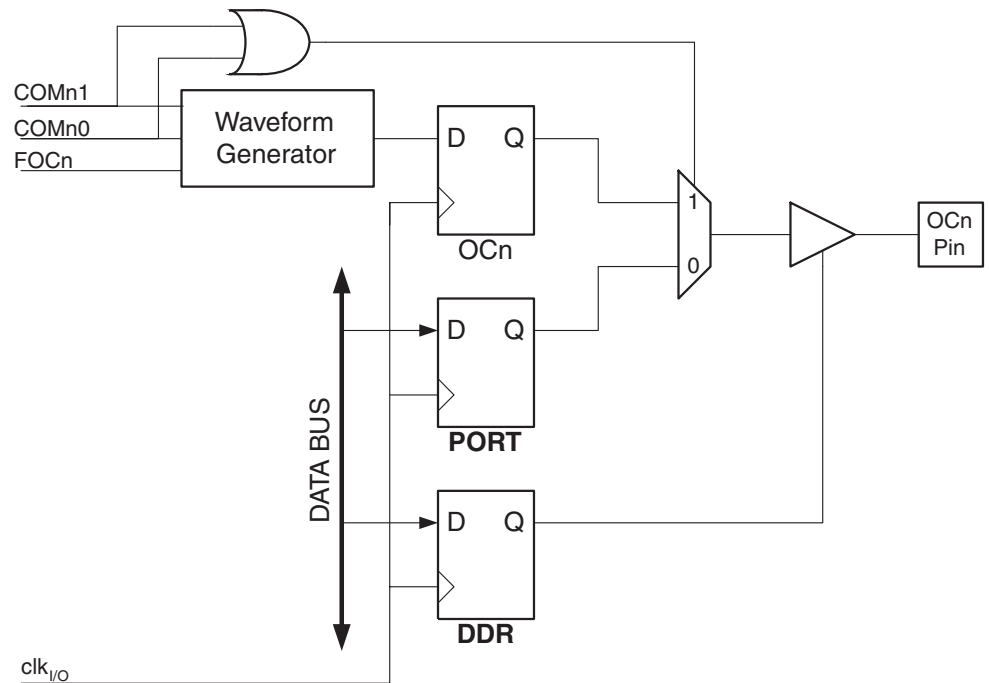 COMn1
COMn0
FOCn
Waveform
Generator
D Q
OCn
1
0
OCn
Pin
D Q
PORT
DATA BUS
D Q
DDR
clkI/O